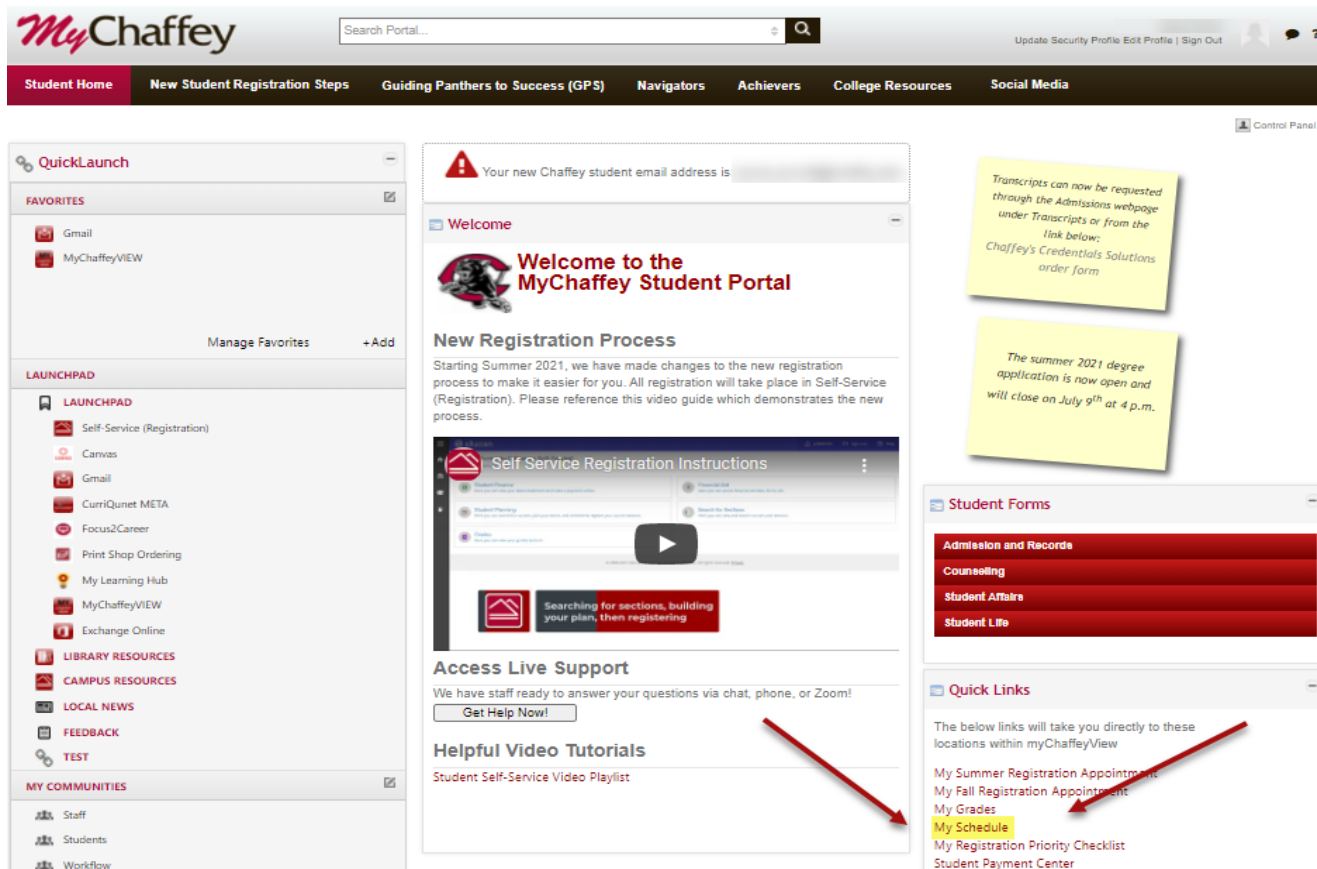 MyChaffey
Search Portal...
Update Security Profile Edit Profile | Sign Out
?
Student Home
New Student Registration Steps
Guiding Panthers to Success (GPS)
Navigators
Achievers
College Resources
Social Media
Control Panel
QuickLaunch
FAVORITES
Gmail
MyChaffeyVIEW
Manage Favorites
+Add
LAUNCHPAD
LAUNCHPAD
Self-Service (Registration)
Canvas
Gmail
CurriQunet META
Focus2Career
Print Shop Ordering
My Learning Hub
MyChaffeyVIEW
Exchange Online
LIBRARY RESOURCES
CAMPUS RESOURCES
LOCAL NEWS
FEEDBACK
TEST
MY COMMUNITIES
Staff
Students
Workflow
Your new Chaffey student email address is
Welcome
Welcome to the
MyChaffey Student Portal
New Registration Process
Starting Summer 2021, we have made changes to the new registration
process to make it easier for you. All registration will take place in Self-Service
(Registration). Please reference this video guide which demonstrates the new
process.
Self Service Registration Instructions
Student Finance
Financial Aid
Student Planning
Search for Sections
Grades
Searching for sections, building
your plan, then registering
Access Live Support
We have staff ready to answer your questions via chat, phone, or Zoom!
Get Help Now!
Helpful Video Tutorials
Student Self-Service Video Playlist
Transcripts can now be requested
through the Admissions webpage
under Transcripts or from the
link below:
Chaffey's Credentials Solutions
order form
The summer 2021 degree
application is now open and
will close on July 9th at 4 p.m.
Student Forms
Admission and Records
Counseling
Student Affairs
Student Life
Quick Links
The below links will take you directly to these
locations within myChaffeyView
My Summer Registration Appointment
My Fall Registration Appointment
My Grades
My Schedule
My Registration Priority Checklist
Student Payment Center